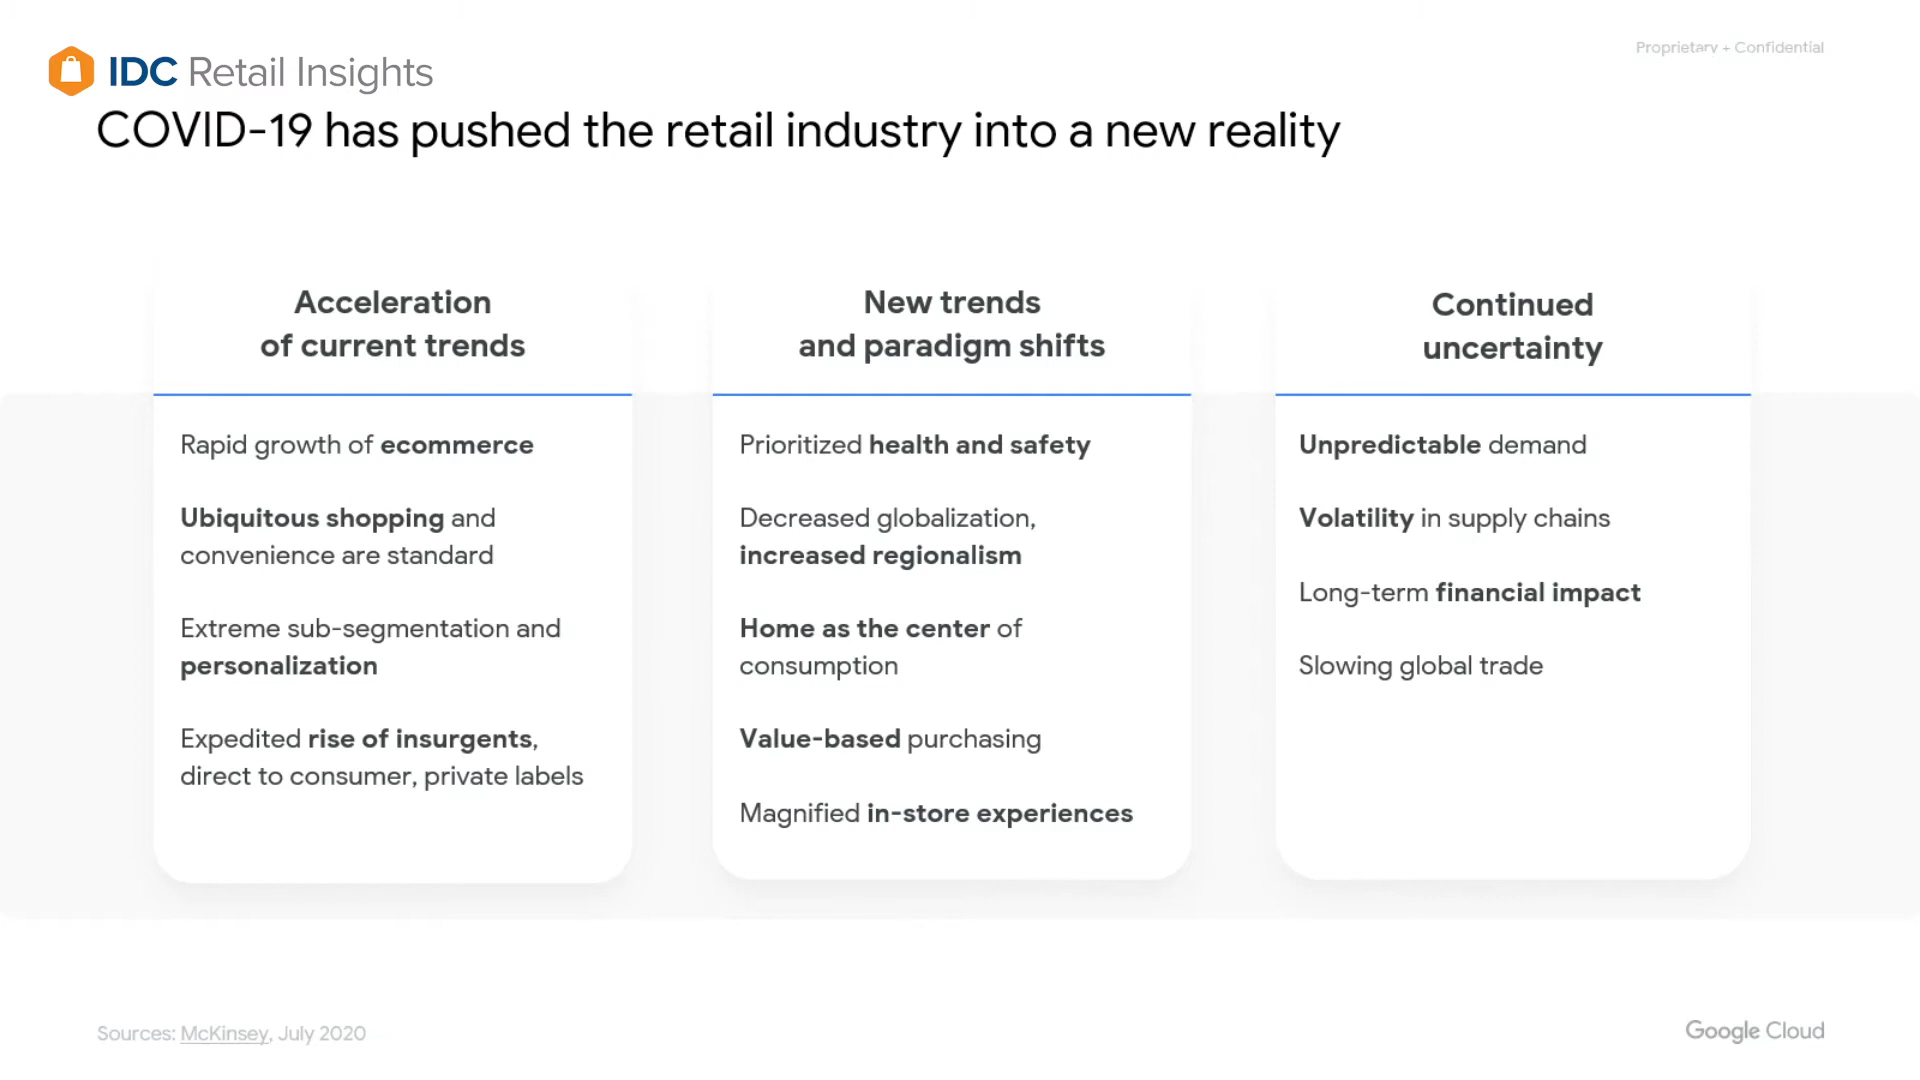 IDC Retail Insights
Proprietary + Confidential
COVID-19 has pushed the retail industry into a new reality
Acceleration
of current trends
Rapid growth of ecommerce
Ubiquitous shopping and
convenience are standard
Extreme sub-segmentation and
personalization
Expedited rise of insurgents,
direct to consumer, private labels
New trends
and paradigm shifts
Prioritized health and safety
Decreased globalization,
increased regionalism
Home as the center of
consumption
Value-based purchasing
Magnified in-store experiences
Continued
uncertainty
Unpredictable demand
Volatility in supply chains
Long-term financial impact
Slowing global trade
Sources: McKinsey, July 2020
Google Cloud